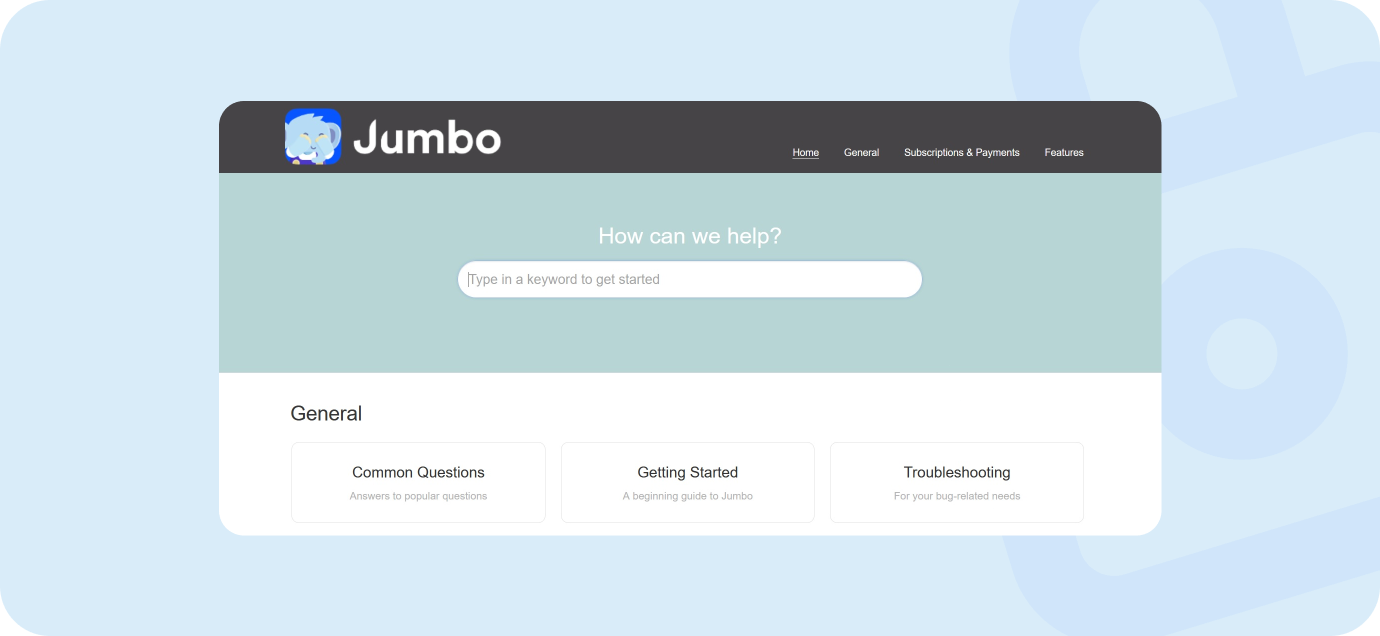 Jumbo
Home General Subscriptions & Payments Features
How can we help?
Type in a keyword to get started
General
Common Questions
Answers to popular questions
Getting Started
A beginning guide to Jumbo
Troubleshooting
For your bug-related needs